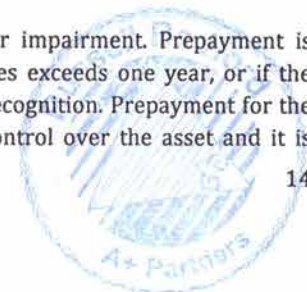 r impairment. Prepayment is
es exceeds one year, or if the
ecognition. Prepayment for the
ontrol over the asset and it is
14
A+ Partners